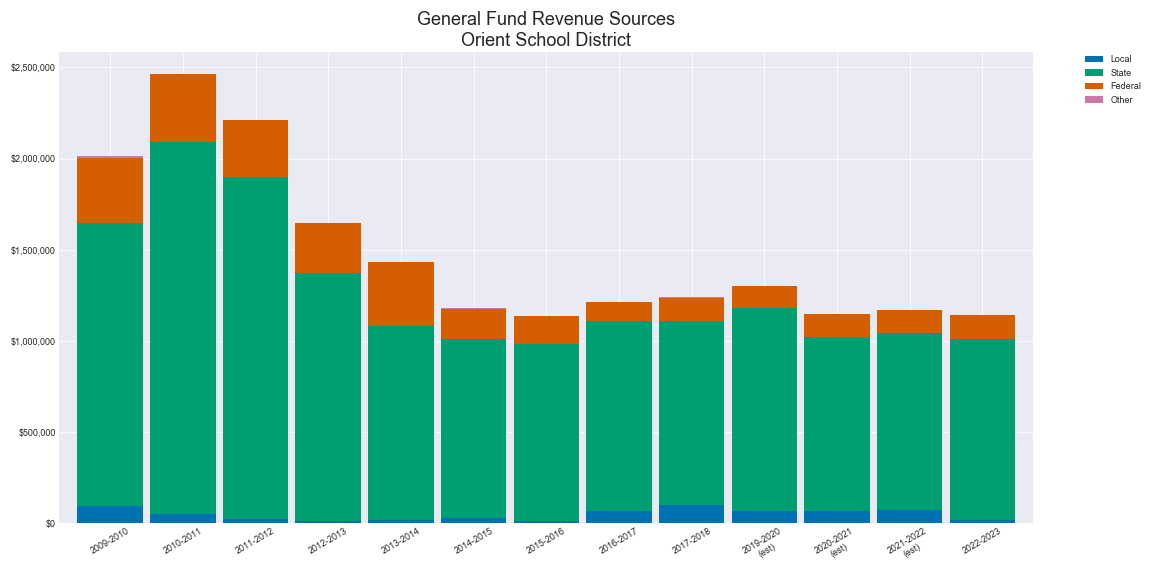 General Fund Revenue Sources
Orient School District
Local
State
Federal
Other
$2,500,000
$2,000,000
$1,500,000
$1,000,000
$500,000
$0
2009-2010
2010-2011
2011-2012
2012-2013
2013-2014
2014-2015
2015-2016
2016-2017
2017-2018
2019-2020
(est)
2020-2021
(est)
2021-2022
(est)
2022-2023